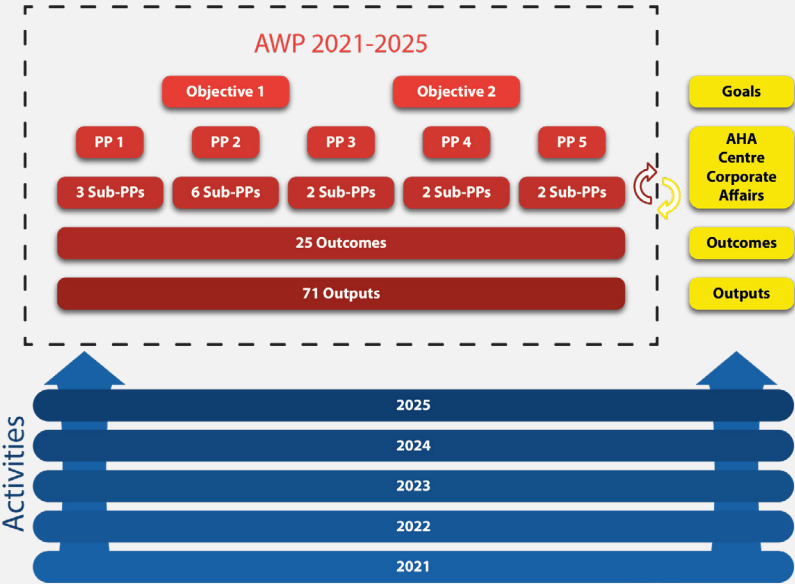 AWP 2021-2025
Objective 1
Objective 2
Goals
PP 1
PP 2
PP 3
PP 4
PP 5
AHA
Centre
Corporate
Affairs
3 Sub-PPs
6 Sub-PPs
2 Sub-PPs
2 Sub-PPs
2 Sub-PPs
25 Outcomes
Outcomes
71 Outputs
Outputs
Activities
2025
2024
2023
2022
2021